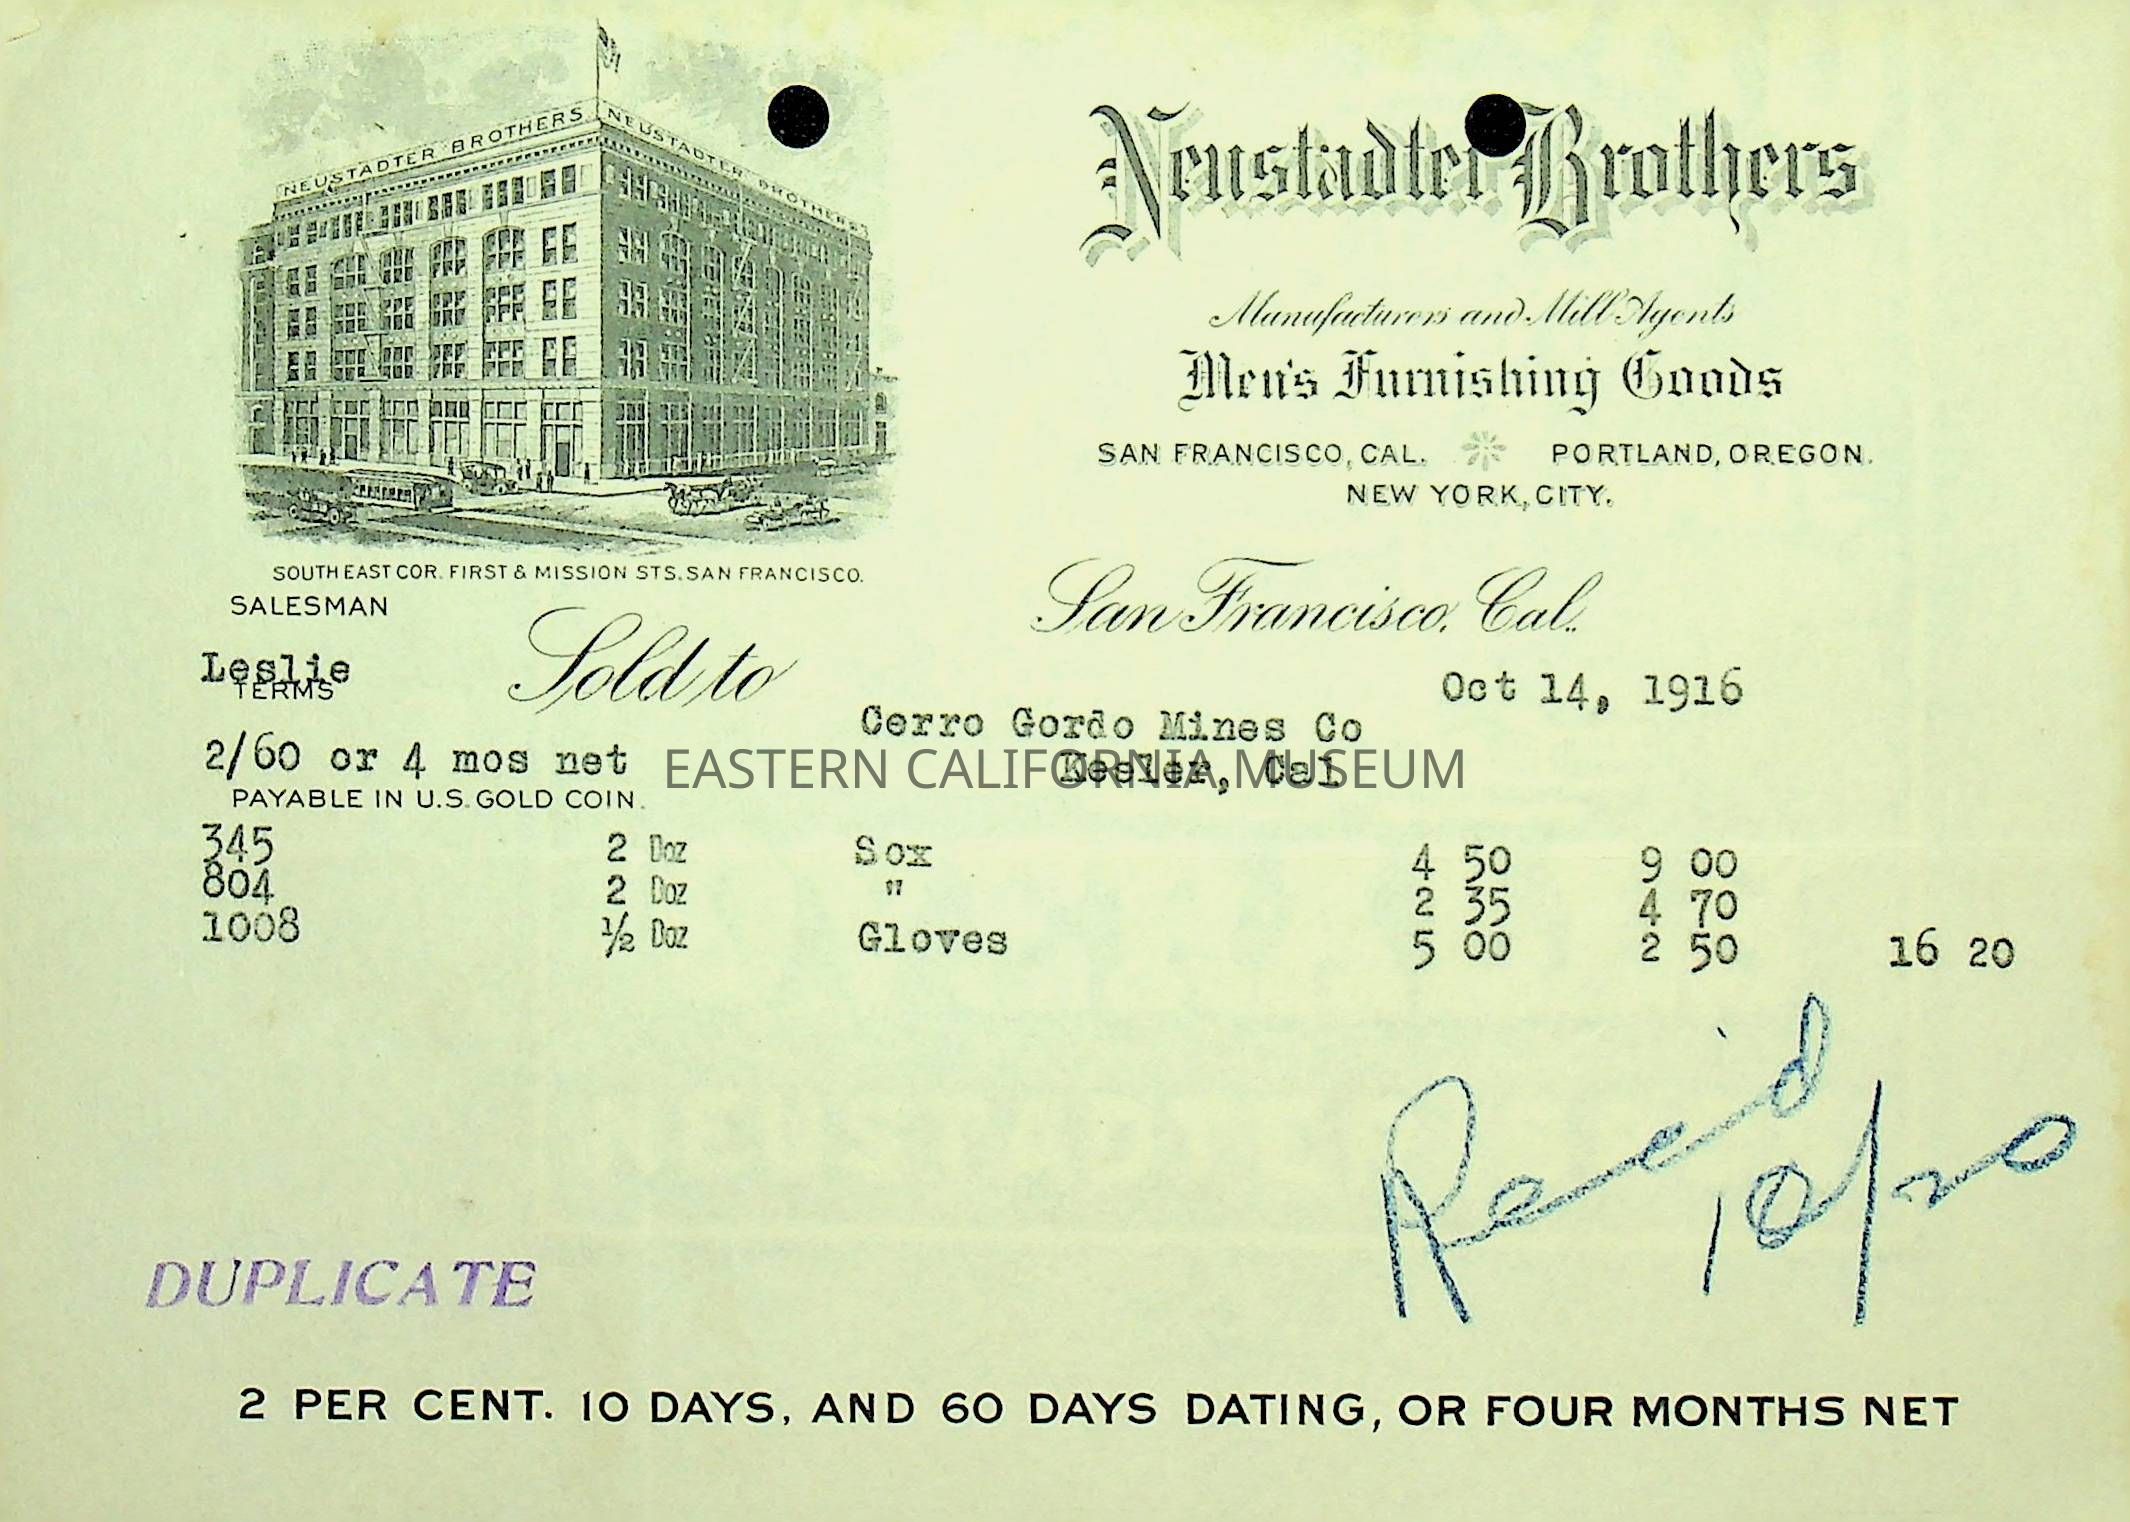 NEUSTADTER BROTHERS NEUSTADTER BROTHERS
Neustadter Brothers
Manufacturers and Mill Agents
Men's Furnishing Goods
SAN FRANCISCO, CAL. PORTLAND, OREGON.
NEW YORK, CITY.
SOUTH EAST COR. FIRST & MISSION STS. SAN FRANCISCO.
San Francisco, Cal.
SALESMAN
Leslie
Sold to
Oct 14, 1916
TERMS
Cerro Gordo Mines Co
2/60 or 4 mos net
Kesler, Cal
EASTERN CALIFORNIA MUSEUM
PAYABLE IN U.S. GOLD COIN.
345 2 Doz Sox 4 50 9 00
804 2 Doz " 2 35 4 70
1008 ½ Doz Gloves 5 00 2 50 16 20
Recid
10/20
DUPLICATE
2 PER CENT. 10 DAYS, AND 60 DAYS DATING, OR FOUR MONTHS NET